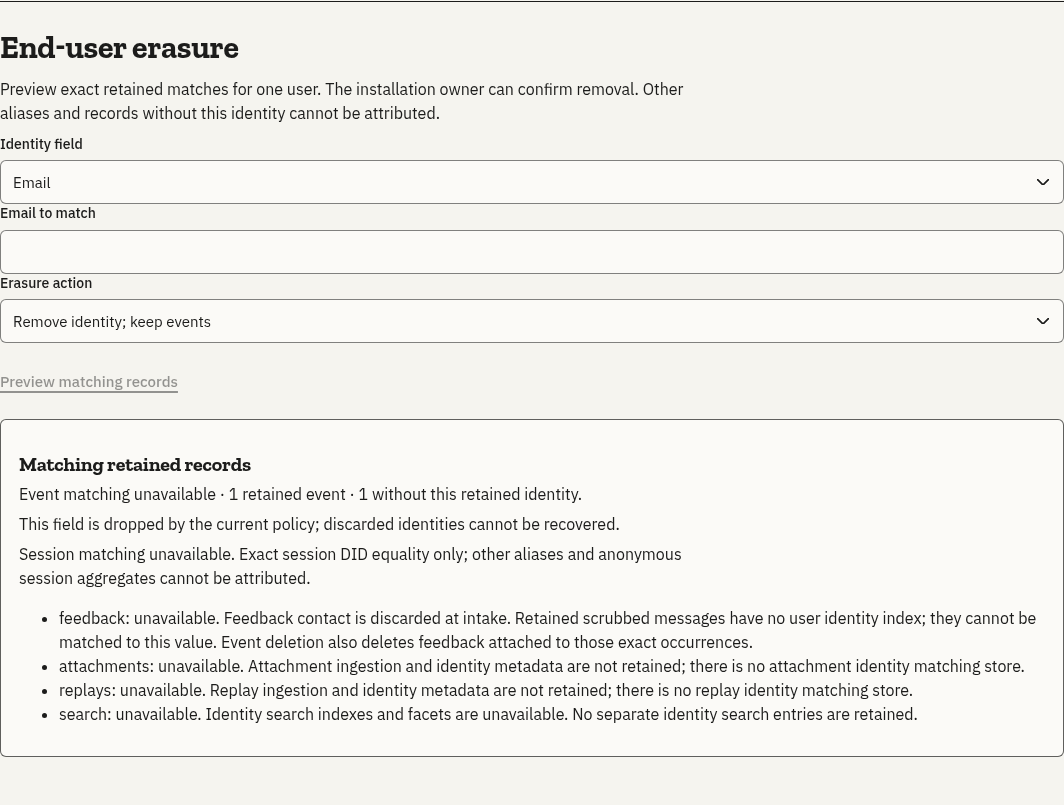 End-user erasure
Preview exact retained matches for one user. The installation owner can confirm removal. Other
aliases and records without this identity cannot be attributed.
Identity field
Email
Email to match
Erasure action
Remove identity; keep events
Preview matching records
Matching retained records
Event matching unavailable · 1 retained event · 1 without this retained identity.
This field is dropped by the current policy; discarded identities cannot be recovered.
Session matching unavailable. Exact session DID equality only; other aliases and anonymous
session aggregates cannot be attributed.
• feedback: unavailable. Feedback contact is discarded at intake. Retained scrubbed messages have no user identity index; they cannot be
matched to this value. Event deletion also deletes feedback attached to those exact occurrences.
• attachments: unavailable. Attachment ingestion and identity metadata are not retained; there is no attachment identity matching store.
• replays: unavailable. Replay ingestion and identity metadata are not retained; there is no replay identity matching store.
• search: unavailable. Identity search indexes and facets are unavailable. No separate identity search entries are retained.